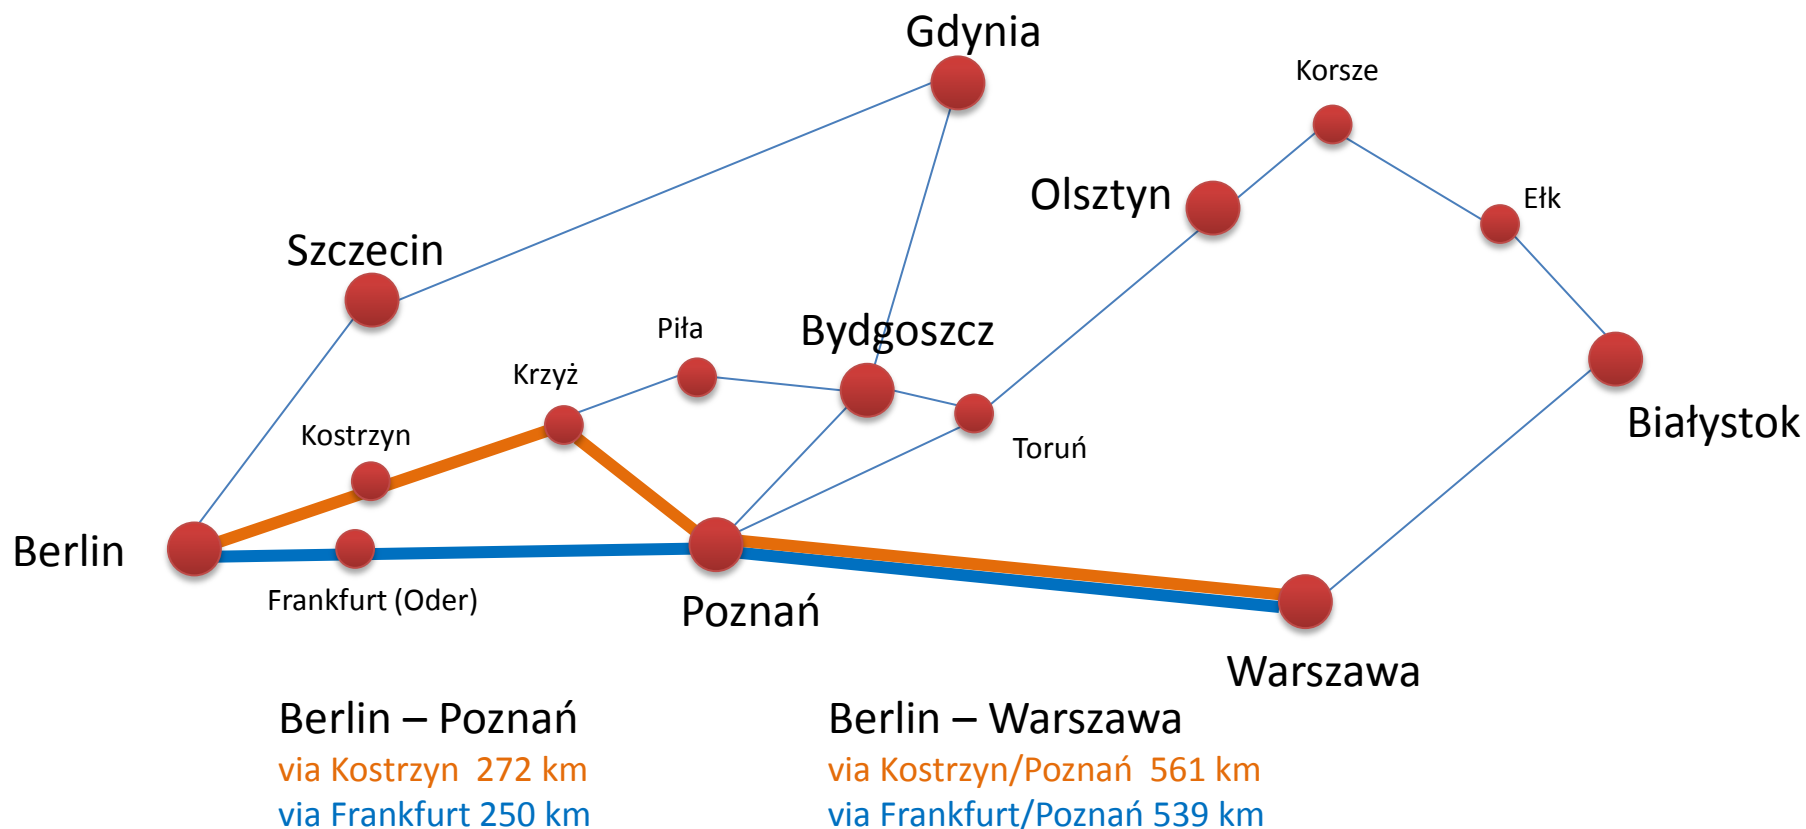 Gdynia
Korsze
Olsztyn
Ełk
Szczecin
Piła
Bydgoszcz
Krzyż
Kostrzyn
Toruń
Białystok
Berlin
Frankfurt (Oder)
Poznań
Warszawa
Berlin – Poznań
via Kostrzyn 272 km
via Frankfurt 250 km
Berlin – Warszawa
via Kostrzyn/Poznań 561 km
via Frankfurt/Poznań 539 km